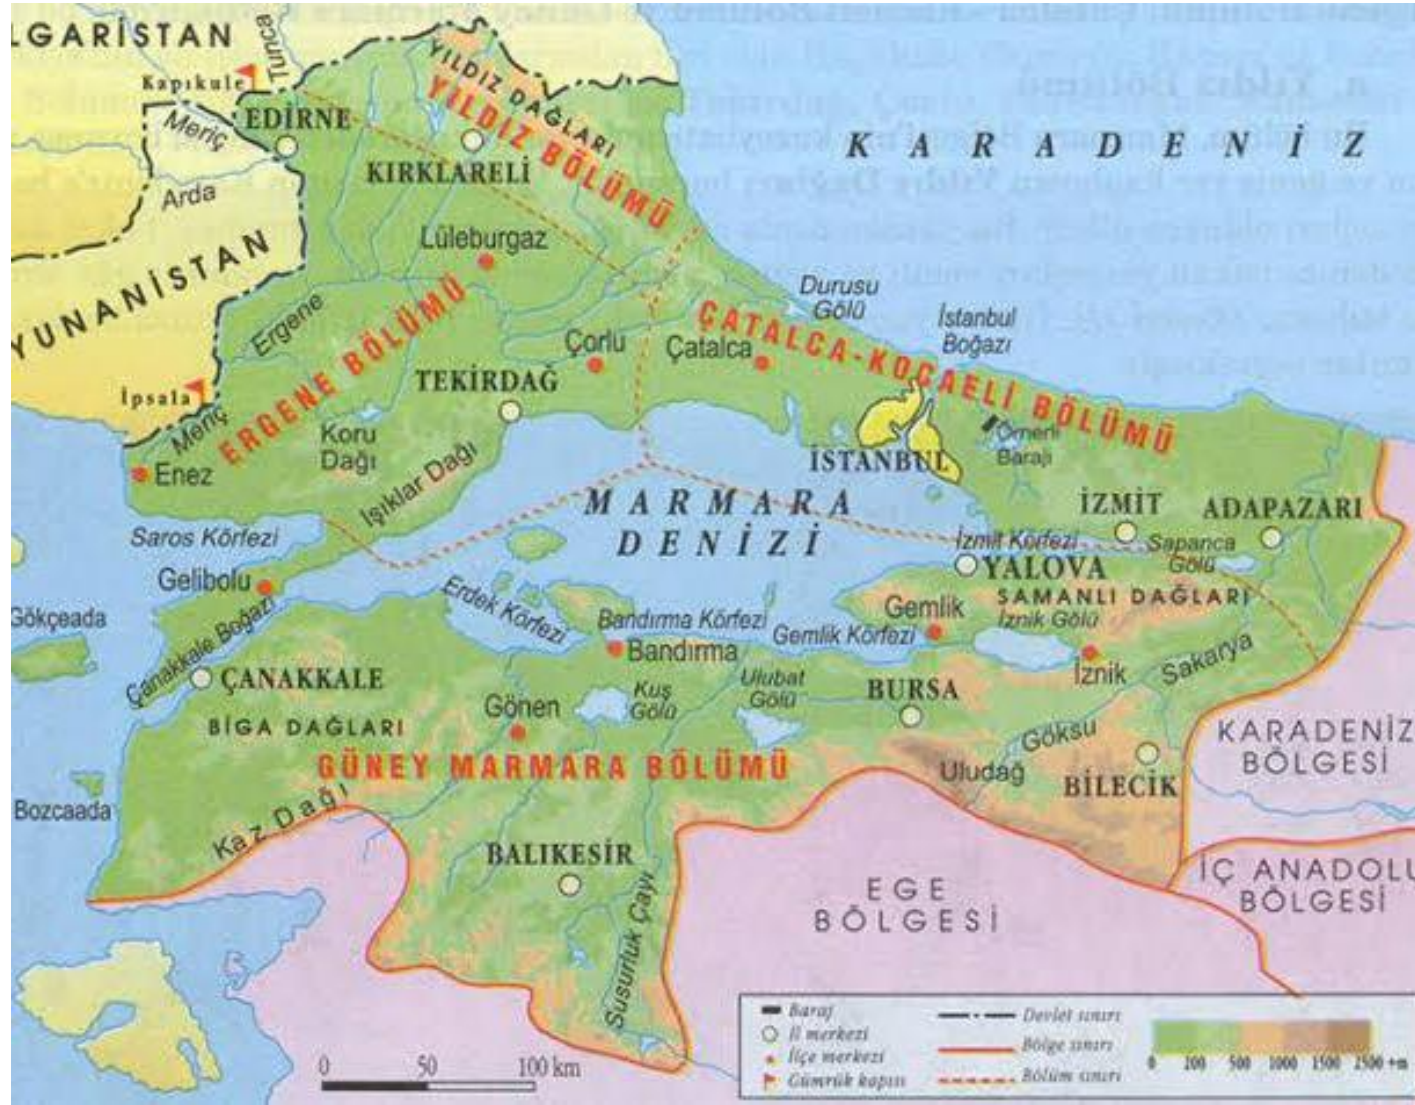 LGARİSTAN
Tunca
Kapıkule
Meriç
EDİRNE
Arda
YUNANİSTAN
YILDIZ DAĞLARI
YILDIZ BÖLÜMÜ
KIRKLARELİ
KARADENİZ
Lüleburgaz
Ergene
ERGENE BÖLÜMÜ
Durusu
Gölü
İstanbul
Boğazı
Çorlu
Çatalca
ÇATALCA-KOCAELİ BÖLÜMÜ
TEKİRDAĞ
İpsala
Meriç
Koru
Dağı
Enez
Işıklar Dağı
Ömerli
Barajı
İSTANBUL
MARMARA
DENİZİ
İZMİT
ADAPAZARI
Saros Körfezi
İzmit Körfezi
Sapanca
Gölü
Gelibolu
YALOVA
SAMANLI DAĞLARI
Gökçeada
Çanakkale Boğazı
Erdek Körfezi
Bandırma Körfezi
Gemlik Körfezi
Gemlik
İznik Gölü
Bandırma
İznik
Sakarya
ÇANAKKALE
Gönen
Kuş
Gölü
Ulubat
Gölü
BURSA
BİGA DAĞLARI
Göksu
KARADENİZ
BÖLGESİ
GÜNEY MARMARA BÖLÜMÜ
Uludağ
BİLECİK
Bozcaada
Kaz Dağı
BALIKESİR
Susurluk Çayı
EGE
BÖLGESİ
İÇ ANADOLU
BÖLGESİ
0 50 100 km
Baraj
İl merkezi
İlçe merkezi
Gümrük kapısı
Devlet sınırı
Bölge sınırı
Bölüm sınırı
0 200 500 1000 1500 2500 +m